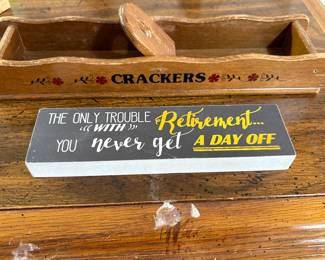 CRACKERS
THE ONLY TROUBLE Retirement...
WITH
YOU never get A DAY OFF